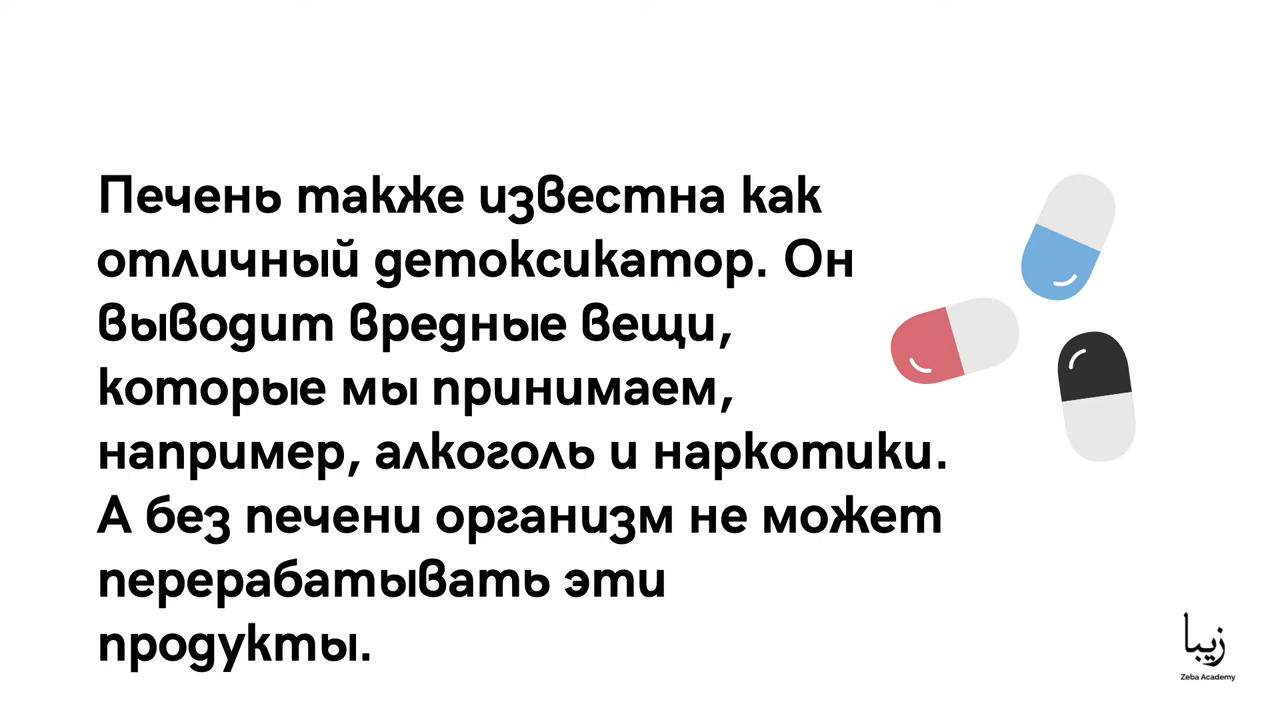 Печень также известна как
отличный детоксикатор. Он
выводит вредные вещи,
которые мы принимаем,
например, алкоголь и наркотики.
А без печени организм не может
перерабатывать эти
продукты.
زیبا
Zeba Academy